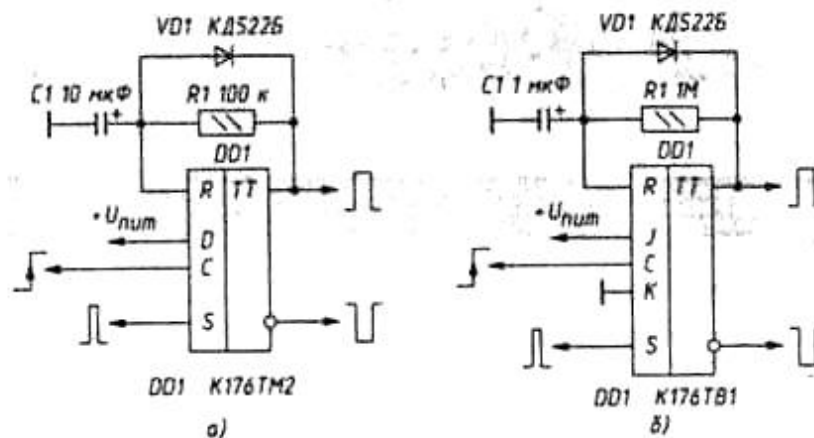 VD1 КД522Б
C1 10 мкФ
+
R1 100 к
DD1
R TT
+Uпит
D
C
S
DD1 К176ТМ2
а)
VD1 КД522Б
C1 1 мкФ
+
R1 1М
DD1
R TT
+Uпит
J
C
K
S
DD1 К176ТВ1
б)